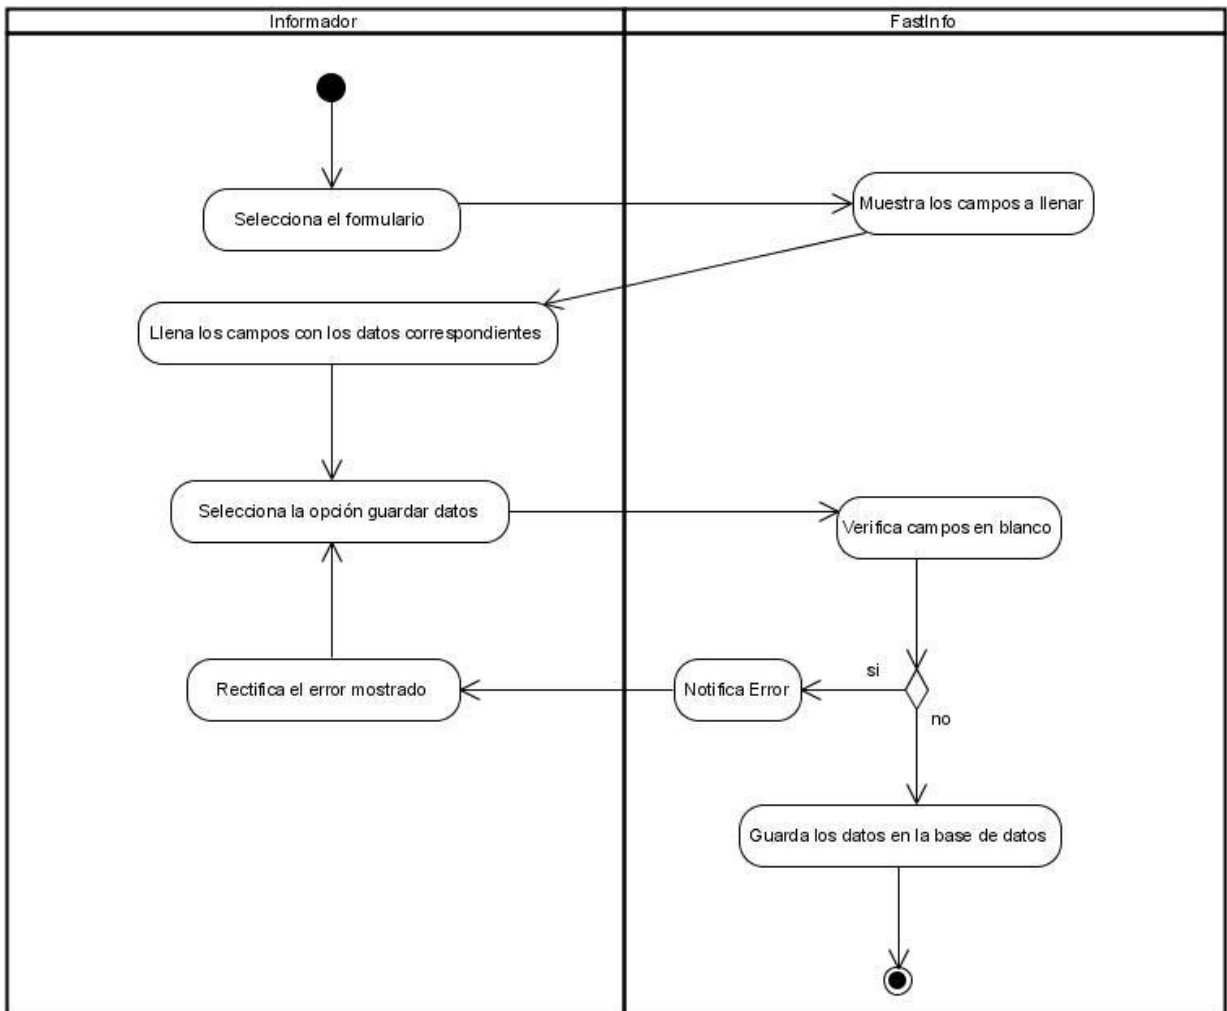 Informador
FastInfo
Selecciona el formulario
Muestra los campos a llenar
Llena los campos con los datos correspondientes
Selecciona la opción guardar datos
Verifica campos en blanco
si
Rectifica el error mostrado
Notifica Error
no
Guarda los datos en la base de datos